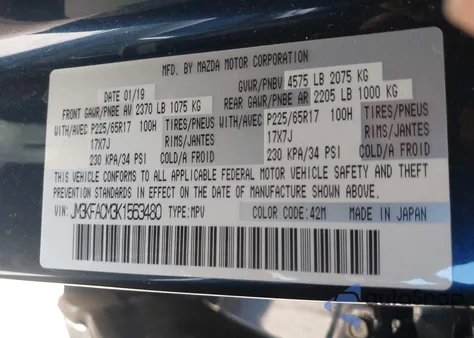 MFD. BY MAZDA MOTOR CORPORATION
DATE 01/19 GVWR/PNBV 4575 LB 2075 KG
FRONT GAWR/PNBE AV 2370 LB 1075 KG REAR GAWR/PNBE AR 2205 LB 1000 KG
WITH/AVEC P225/65R17 100H TIRES/PNEUS WITH/AVEC P225/65R17 100H TIRES/PNEUS
17X7J RIMS/JANTES 17X7J RIMS/JANTES
230 KPA/34 PSI COLD/A FROID 230 KPA/34 PSI COLD/A FROID
THIS VEHICLE CONFORMS TO ALL APPLICABLE FEDERAL MOTOR VEHICLE SAFETY AND THEFT
PREVENTION STANDARDS IN EFFECT ON THE DATE OF MANUFACTURE SHOWN ABOVE.
VIN: JM3KFACM3K1563480 TYPE: MPV COLOR CODE: 42M MADE IN JAPAN
AutoSnap